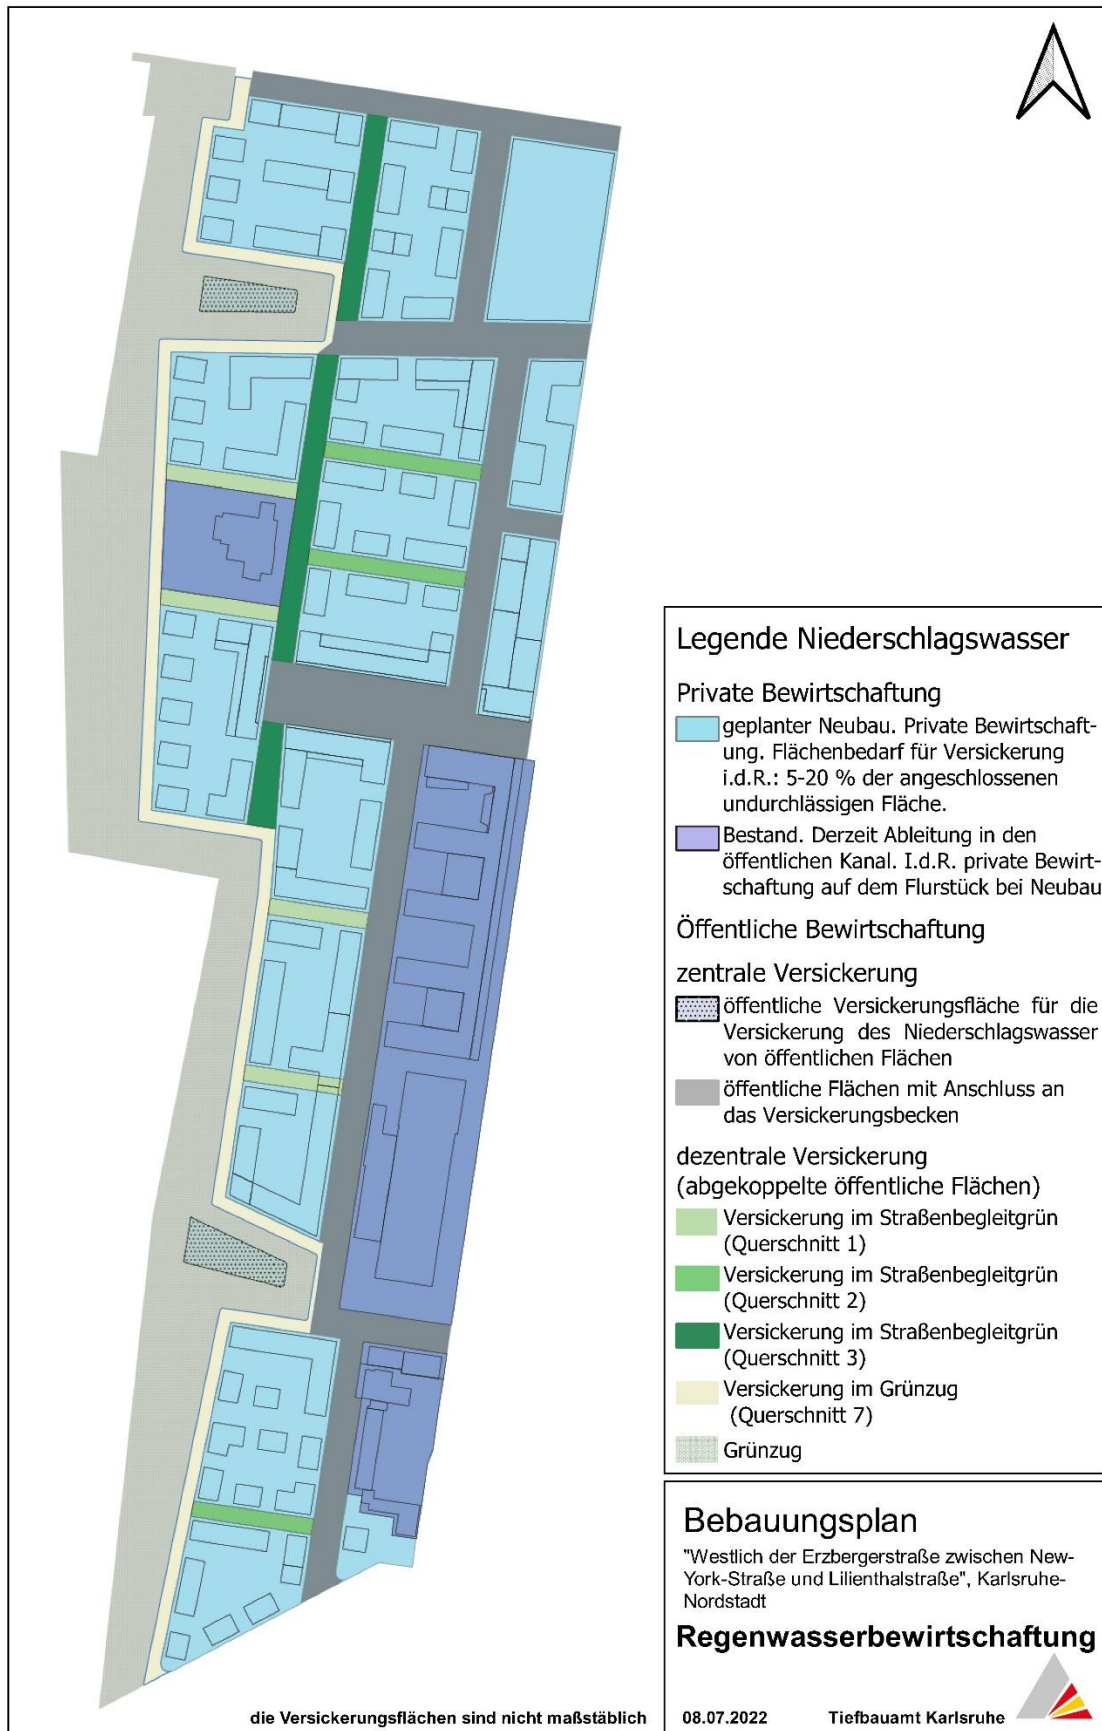 Legende Niederschlagswasser
Private Bewirtschaftung
geplanter Neubau. Private Bewirtschaft-
ung. Flächenbedarf für Versickerung
i.d.R.: 5-20 % der angeschlossenen
undurchlässigen Fläche.
Bestand. Derzeit Ableitung in den
öffentlichen Kanal. I.d.R. private Bewirt-
schaftung auf dem Flurstück bei Neubau
Öffentliche Bewirtschaftung
zentrale Versickerung
öffentliche Versickerungsfläche für die
Versickerung des Niederschlagswasser
von öffentlichen Flächen
öffentliche Flächen mit Anschluss an
das Versickerungsbecken
dezentrale Versickerung
(abgekoppelte öffentliche Flächen)
Versickerung im Straßenbegleitgrün
(Querschnitt 1)
Versickerung im Straßenbegleitgrün
(Querschnitt 2)
Versickerung im Straßenbegleitgrün
(Querschnitt 3)
Versickerung im Grünzug
(Querschnitt 7)
Grünzug
Bebauungsplan
"Westlich der Erzbergerstraße zwischen New-
York-Straße und Lilienthalstraße", Karlsruhe-
Nordstadt
Regenwasserbewirtschaftung
die Versickerungsflächen sind nicht maßstäblich
08.07.2022 Tiefbauamt Karlsruhe